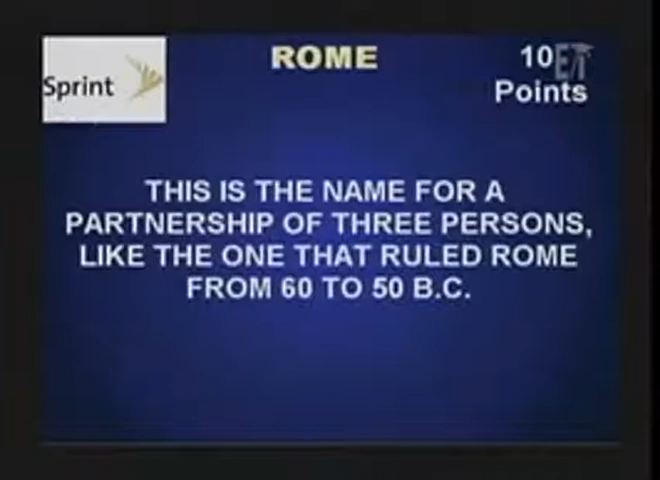 Sprint
ROME
10
Points
THIS IS THE NAME FOR A
PARTNERSHIP OF THREE PERSONS,
LIKE THE ONE THAT RULED ROME
FROM 60 TO 50 B.C.